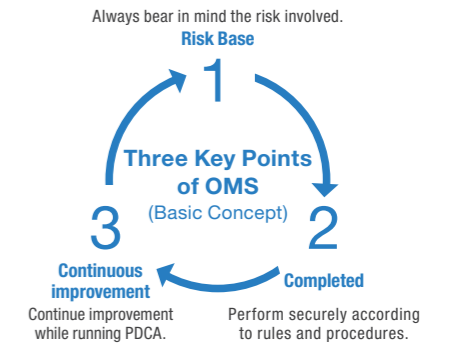 Always bear in mind the risk involved.
Risk Base
1
Three Key Points
of OMS
(Basic Concept)
2
Completed
Perform securely according
to rules and procedures.
3
Continuous
improvement
Continue improvement
while running PDCA.